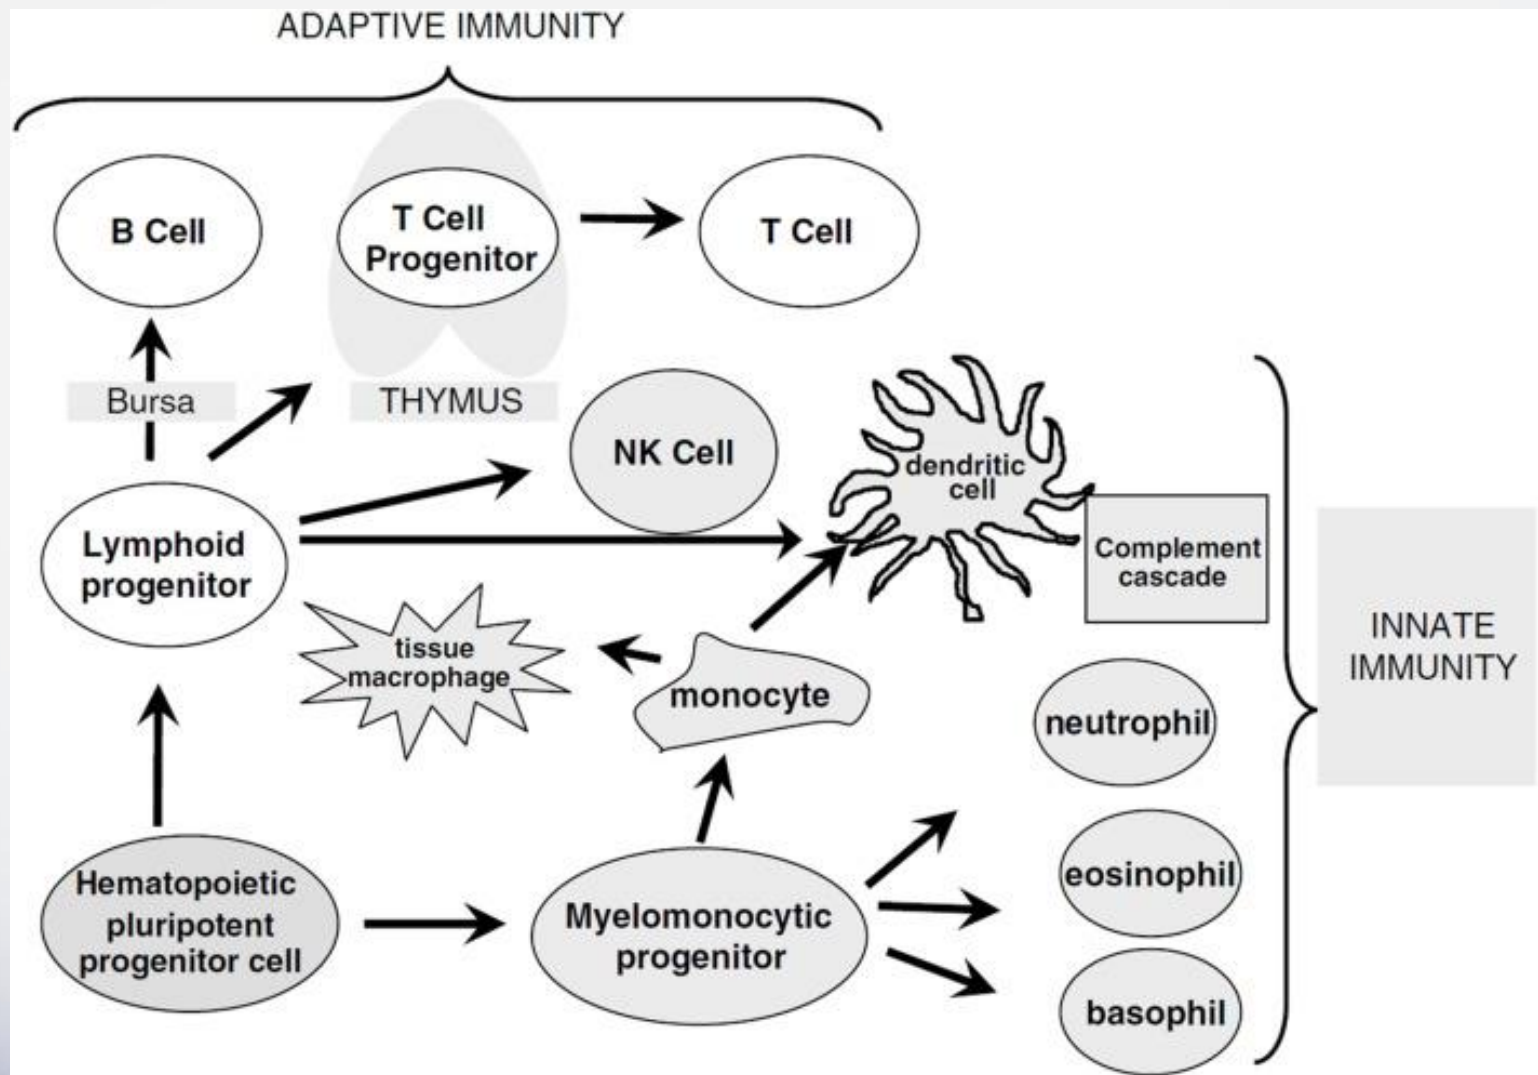 ADAPTIVE IMMUNITY
B Cell
T Cell
Progenitor
T Cell
Bursa
THYMUS
NK Cell
dendritic
cell
Lymphoid
progenitor
Complement
cascade
tissue
macrophage
monocyte
INNATE
IMMUNITY
neutrophil
Hematopoietic
pluripotent
progenitor cell
Myelomonocytic
progenitor
eosinophil
basophil